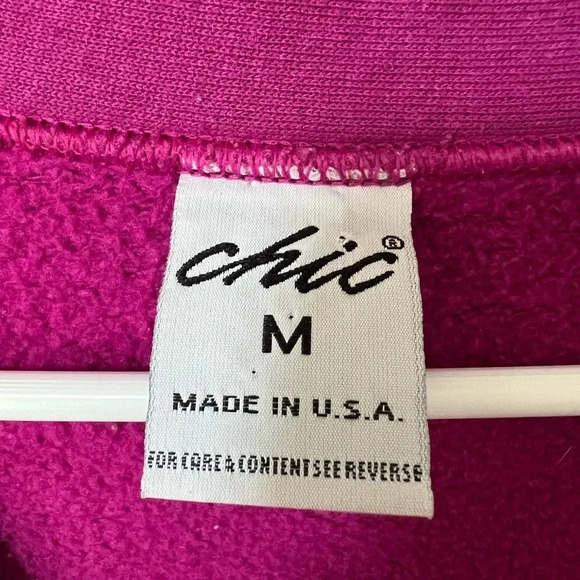 chic®
M
MADE IN U.S.A.
FOR CARE & CONTENT SEE REVERSE